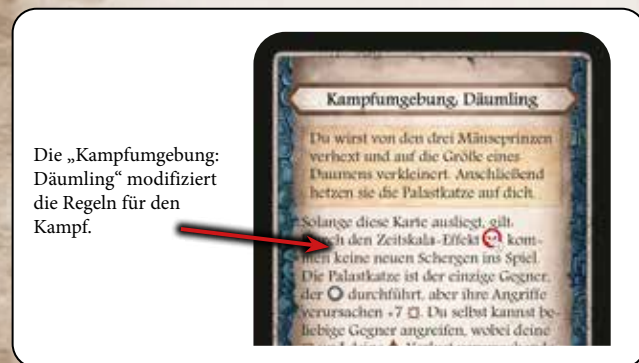 Die „Kampfumgebung:
Däumling“ modifiziert
die Regeln für den
Kampf.
Kampfumgebung, Däumling
Du wirst von den drei Mäuseprinzen
verhext und auf die Größe eines
Daumens verkleinert. Anschließend
hetzen sie die Palastkatze auf dich.
Solange diese Karte ausliegt, gilt:
Durch den Zeitskala-Effekt kom-
men keine neuen Schergen ins Spiel.
Die Palastkatze ist der einzige Gegner,
der durchführt, aber ihre Angriffe
verursachen +7 . Du selbst kannst be-
liebige Gegner angreifen, wobei deine